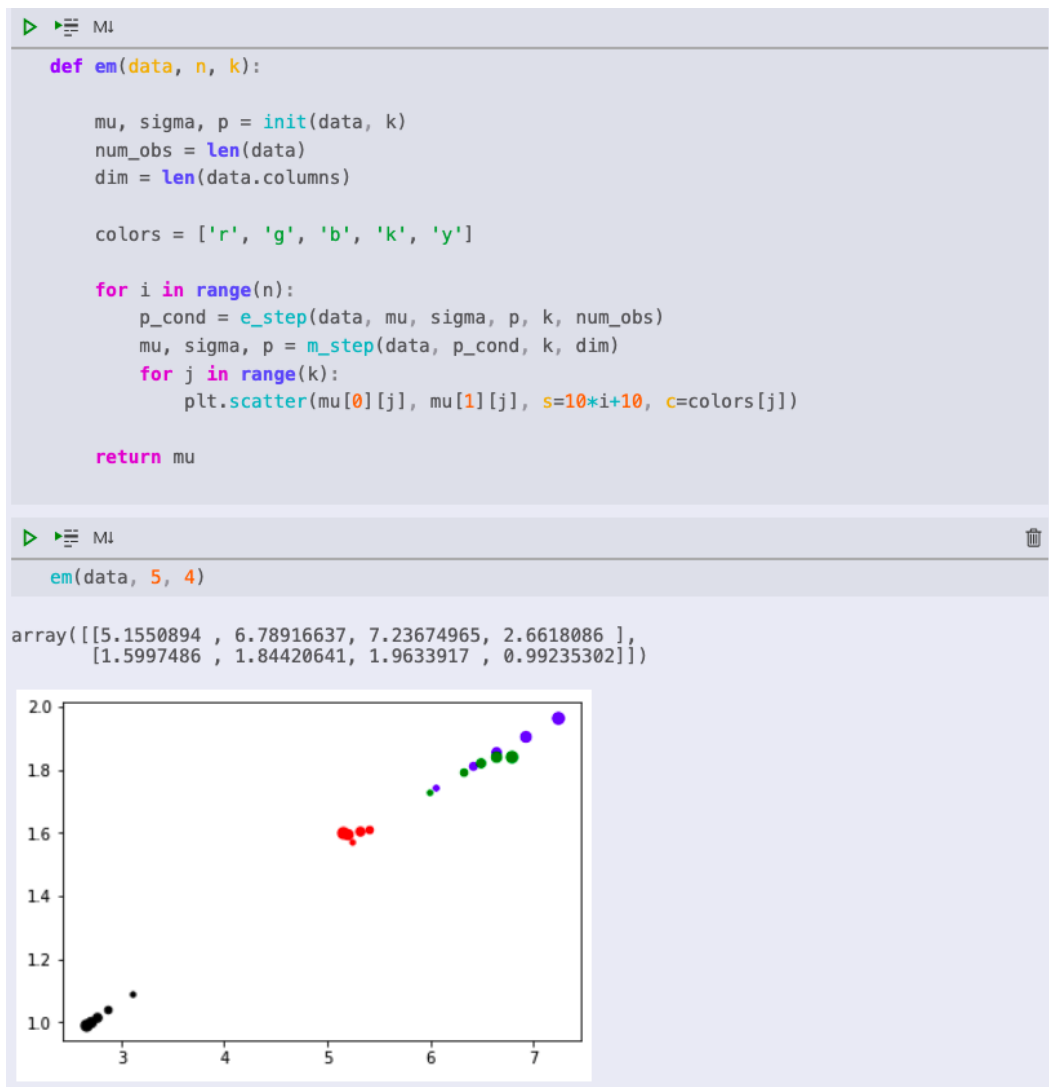 M↓
def em(data, n, k):
mu, sigma, p = init(data, k)
num_obs = len(data)
dim = len(data.columns)
colors = ['r', 'g', 'b', 'k', 'y']
for i in range(n):
p_cond = e_step(data, mu, sigma, p, k, num_obs)
mu, sigma, p = m_step(data, p_cond, k, dim)
for j in range(k):
plt.scatter(mu[0][j], mu[1][j], s=10*i+10, c=colors[j])
return mu
M↓
em(data, 5, 4)
array([[5.1550894 , 6.78916637, 7.23674965, 2.6618086 ],
[1.5997486 , 1.84420641, 1.9633917 , 0.99235302]])
2.0
1.8
1.6
1.4
1.2
1.0
3 4 5 6 7